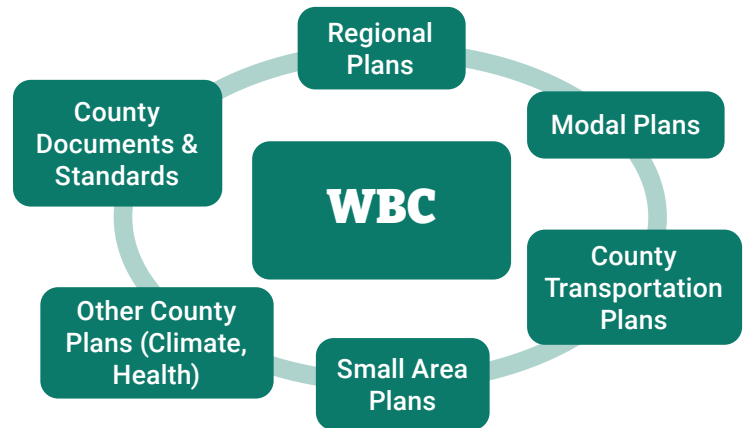 Regional
Plans
Modal Plans
County
Documents &
Standards
WBC
County
Transportation
Plans
Other County
Plans (Climate,
Health)
Small Area
Plans